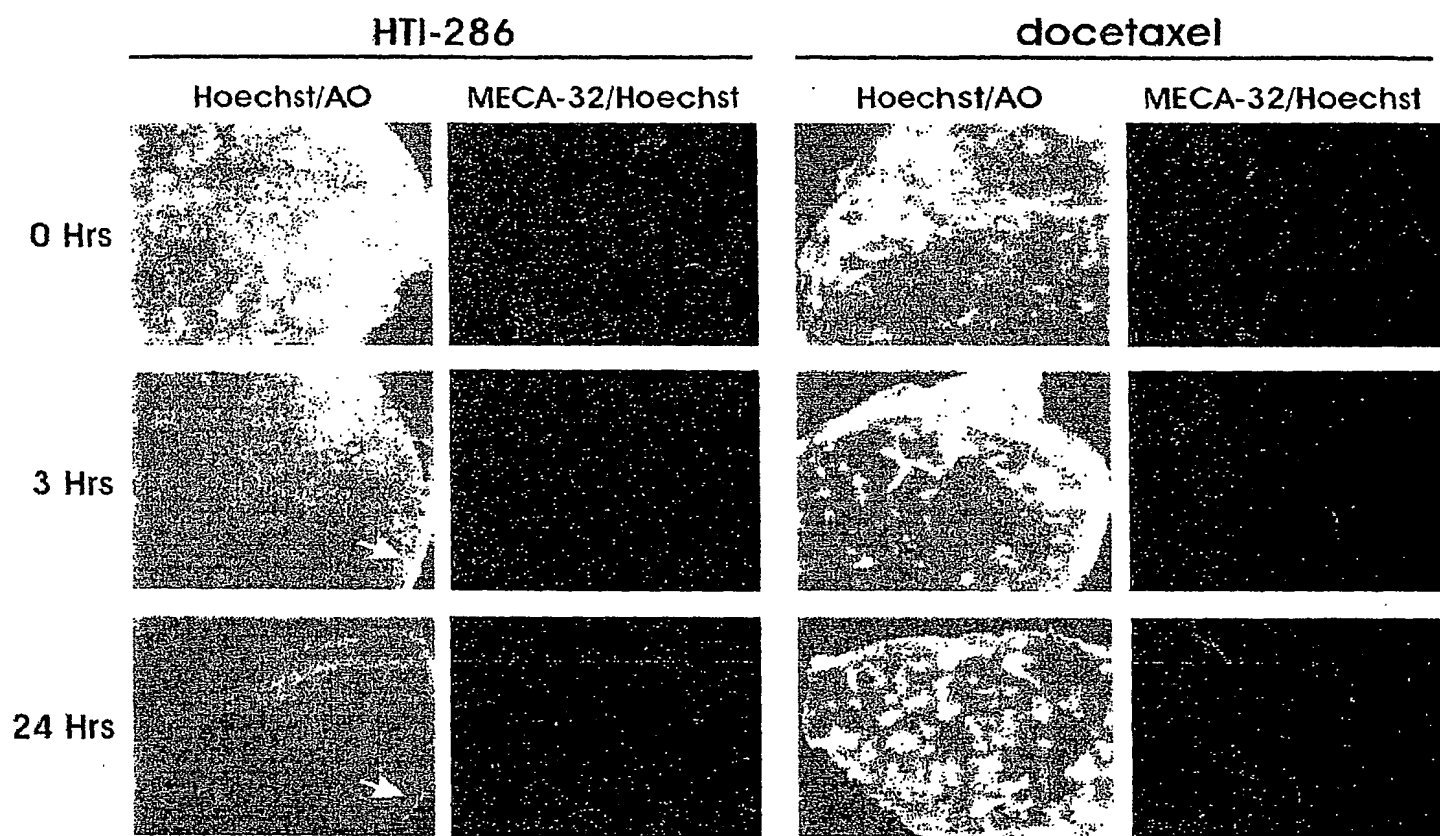 HTI-286 docetaxel
Hoechst/AO MECA-32/Hoechst Hoechst/AO MECA-32/Hoechst
0 Hrs
3 Hrs
24 Hrs